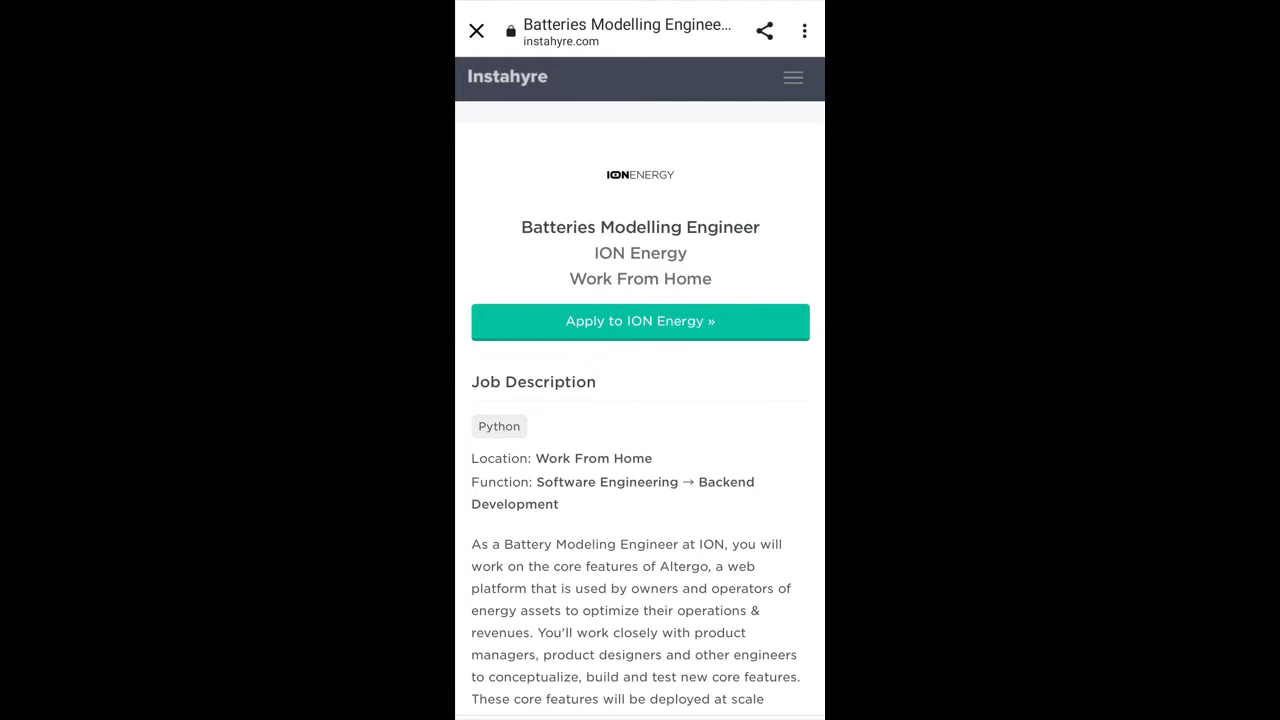 Batteries Modelling Enginee...
instahyre.com
Instahyre
IONENERGY
Batteries Modelling Engineer
ION Energy
Work From Home
Apply to ION Energy »
Job Description
Python
Location: Work From Home
Function: Software Engineering → Backend
Development
As a Battery Modeling Engineer at ION, you will
work on the core features of Altergo, a web
platform that is used by owners and operators of
energy assets to optimize their operations &
revenues. You'll work closely with product
managers, product designers and other engineers
to conceptualize, build and test new core features.
These core features will be deployed at scale